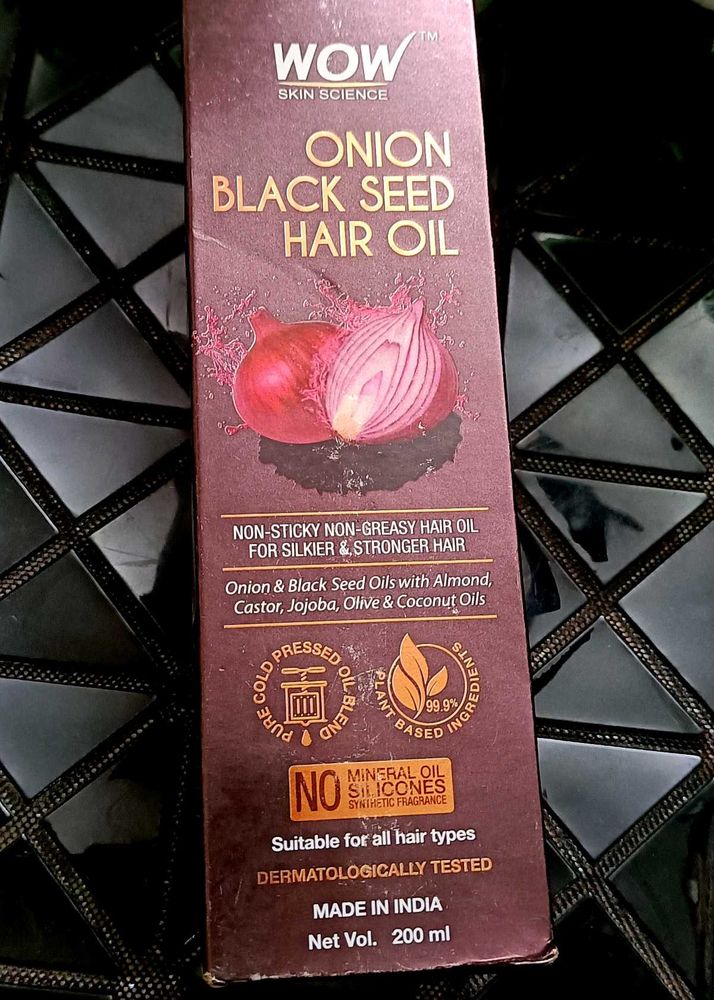 WOW™
SKIN SCIENCE
ONION
BLACK SEED
HAIR OIL
NON-STICKY NON-GREASY HAIR OIL
FOR SILKIER & STRONGER HAIR
Onion & Black Seed Oils with Almond,
Castor, Jojoba, Olive & Coconut Oils
PURE COLD PRESSED OIL BLEND
99.9%
PLANT BASED INGREDIENTS
NO MINERAL OIL
SILICONES
SYNTHETIC FRAGRANCE
Suitable for all hair types
DERMATOLOGICALLY TESTED
MADE IN INDIA
Net Vol. 200 ml